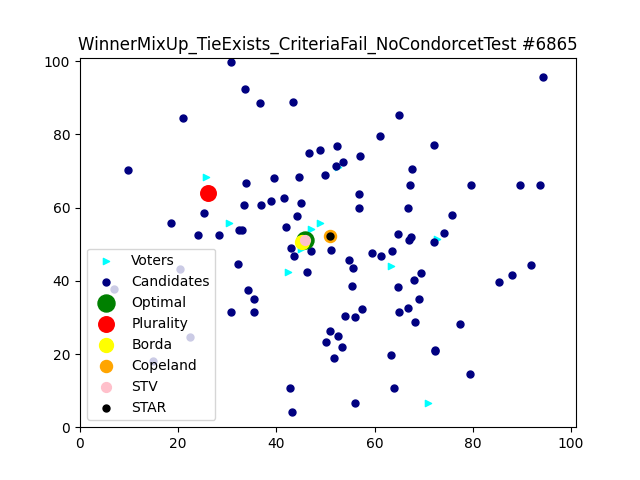 WinnerMixUp_TieExists_CriteriaFail_NoCondorcetTest #6865
100
80
60
40
20
0
0
20
40
60
80
100
Voters
Candidates
Optimal
Plurality
Borda
Copeland
STV
STAR